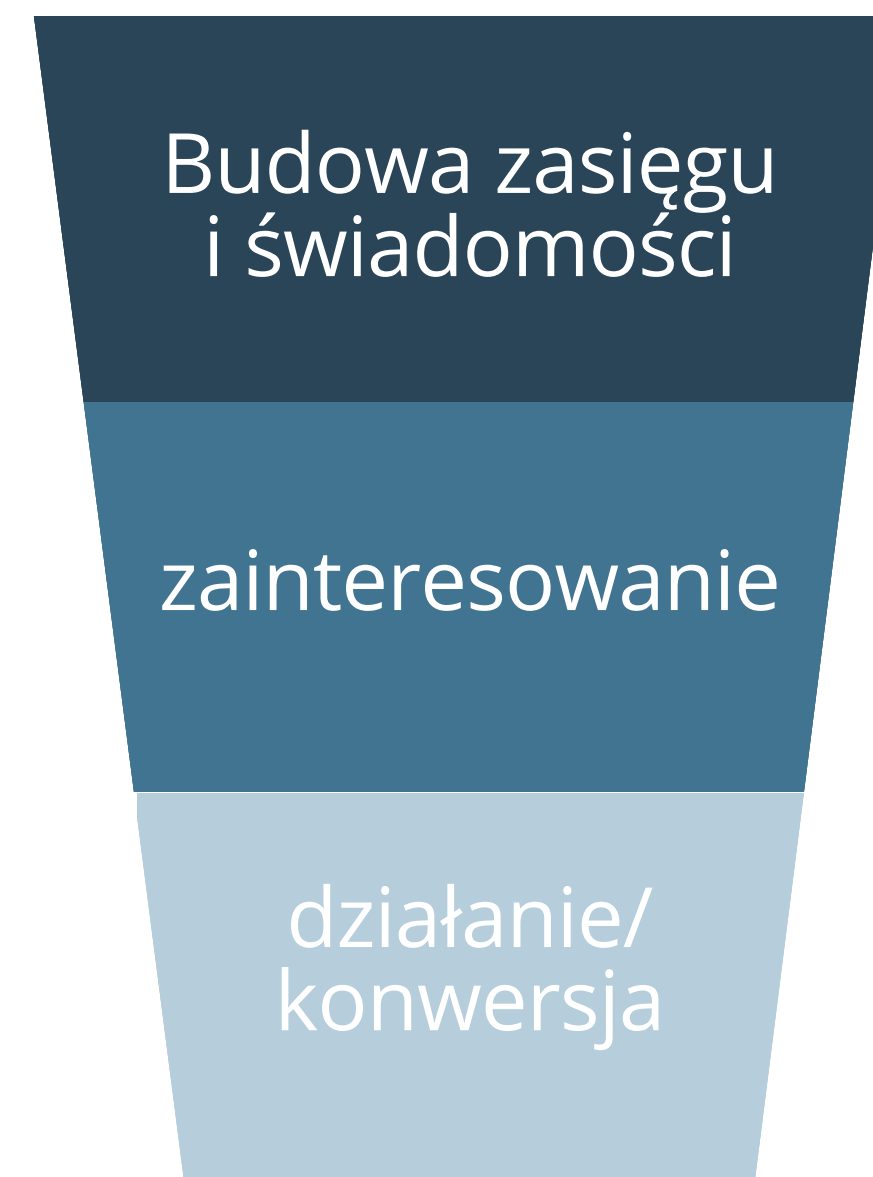 Budowa zasięgu
i świadomości
zainteresowanie
działanie/
konwersja